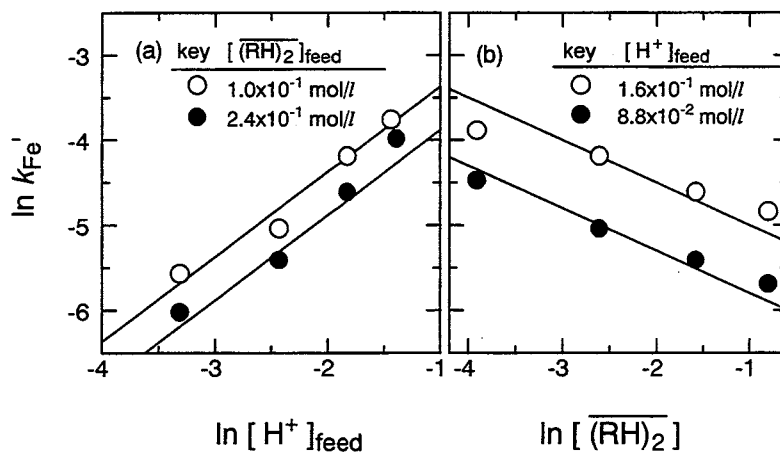 (a) key [(RH)2]feed
1.0x10-1 mol/l
2.4x10-1 mol/l
(b) key [H+]feed
1.6x10-1 mol/l
8.8x10-2 mol/l
ln kFe'
-3
-4
-5
-6
-4 -3 -2 -1 -4 -3 -2 -1
ln [H+]feed
ln [(RH)2]